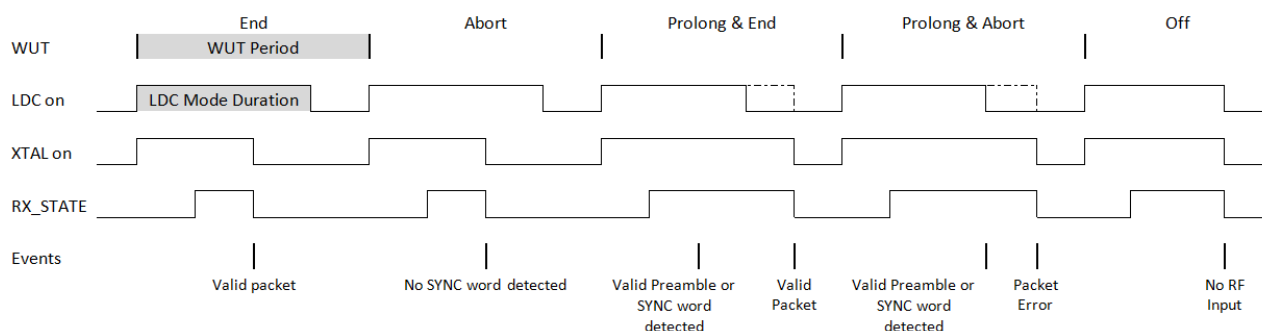 End Abort Prolong & End Prolong & Abort Off
WUT WUT Period
LDC on LDC Mode Duration
XTAL on
RX_STATE
Events
Valid packet No SYNC word detected Valid Preamble or Valid Valid Preamble or Packet No RF
SYNC word Packet SYNC word Error Input
detected detected